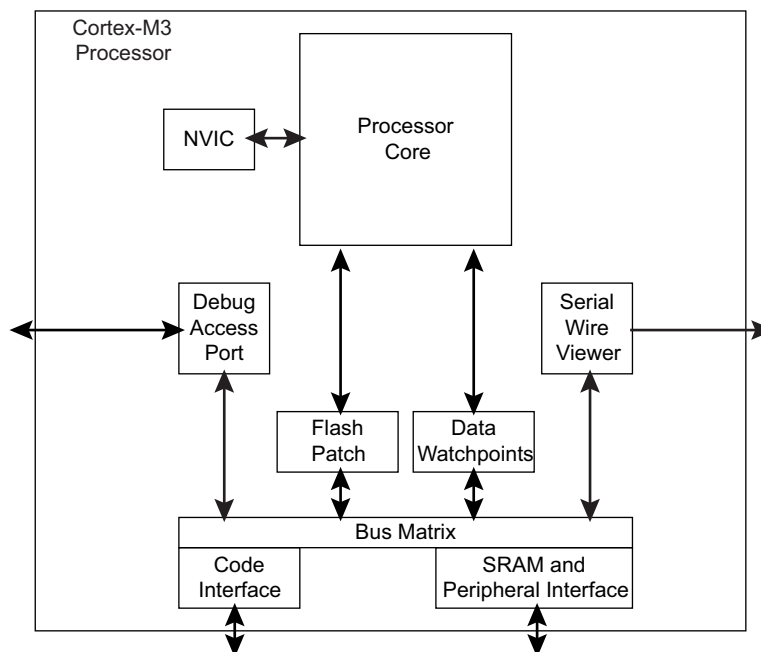 Cortex-M3
Processor
Processor
Core
NVIC
Debug
Access
Port
Serial
Wire
Viewer
Flash
Patch
Data
Watchpoints
Bus Matrix
Code
Interface
SRAM and
Peripheral Interface